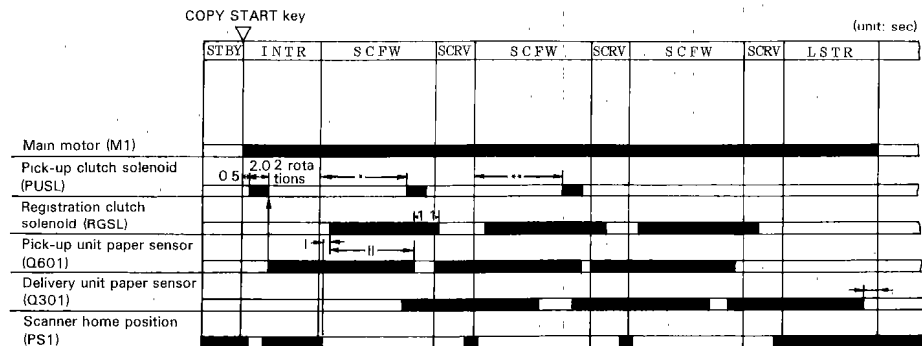 COPY START key
(unit: sec)
STBY INTR SCFW SCRV SCFW SCRV SCFW SCRV LSTR
Main motor (M1)
Pick-up clutch solenoid
(PUSL)
0 5
2.0 2 rota
tions
*
**
Registration clutch
solenoid (RGSL)
1 1
Pick-up unit paper sensor
(Q601)
I
II
Delivery unit paper sensor
(Q301)
Scanner home position
(PS1)